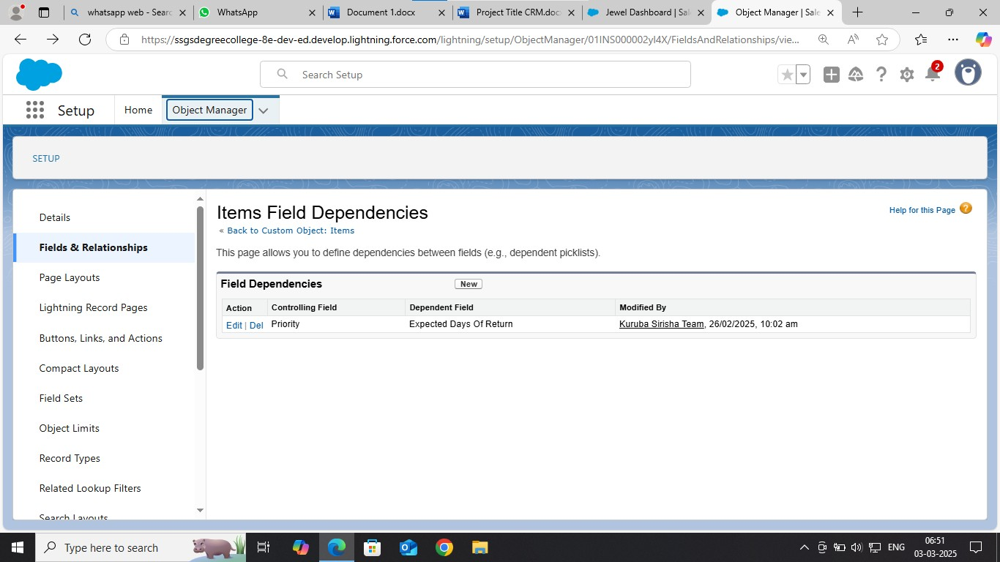 whatsapp web - Searc
WhatsApp
Document 1.docx
Project Title CRM.doc
Jewel Dashboard | Sal
Object Manager | Sale
https://ssgsdegreecollege-8e-dev-ed.develop.lightning.force.com/lightning/setup/ObjectManager/01INS000002yl4X/FieldsAndRelationships/vie...
Search Setup
2
Setup
Home
Object Manager
SETUP
Details
Fields & Relationships
Page Layouts
Lightning Record Pages
Buttons, Links, and Actions
Compact Layouts
Field Sets
Object Limits
Record Types
Related Lookup Filters
Search Layouts
Items Field Dependencies
Help for this Page ?
« Back to Custom Object: Items
This page allows you to define dependencies between fields (e.g., dependent picklists).
Field Dependencies New
Action Controlling Field Dependent Field Modified By
Edit | Del Priority Expected Days Of Return Kuruba Sirisha Team, 26/02/2025, 10:02 am
Type here to search
ENG
06:51
03-03-2025